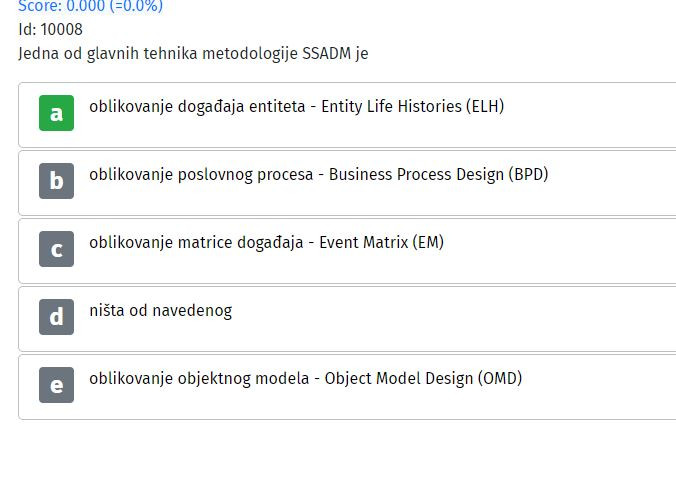 Score: 0.000 (=0.0%)
Id: 10008
Jedna od glavnih tehnika metodologije SSADM je
a oblikovanje događaja entiteta - Entity Life Histories (ELH)
b oblikovanje poslovnog procesa - Business Process Design (BPD)
c oblikovanje matrice događaja - Event Matrix (EM)
d ništa od navedenog
e oblikovanje objektnog modela - Object Model Design (OMD)